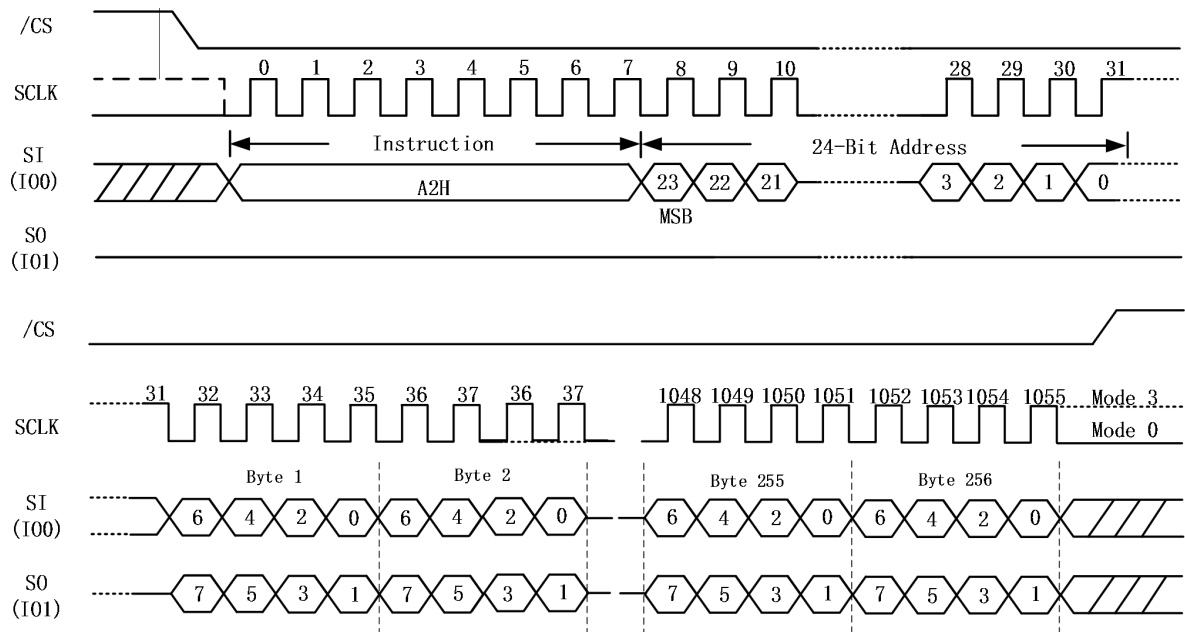 /CS
0 1 2 3 4 5 6 7 8 9 10 28 29 30 31
SCLK
Instruction 24-Bit Address
SI
(IO0)
A2H 23 22 21 3 2 1 0
MSB
SO
(IO1)
/CS
31 32 33 34 35 36 37 36 37 1048 1049 1050 1051 1052 1053 1054 1055 Mode 3
SCLK
Mode 0
Byte 1 Byte 2 Byte 255 Byte 256
SI
(IO0)
6 4 2 0 6 4 2 0 6 4 2 0 6 4 2 0
SO
(IO1)
7 5 3 1 7 5 3 1 7 5 3 1 7 5 3 1